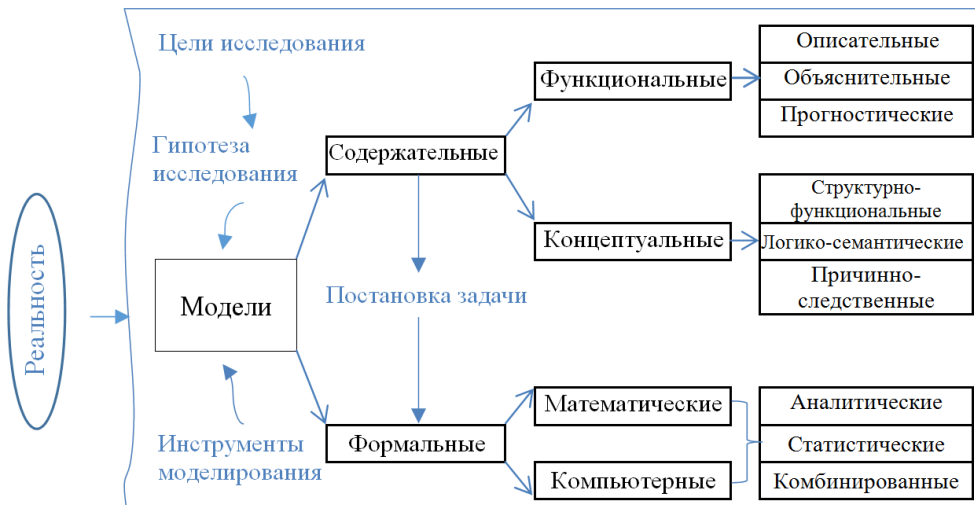 Реальность
Цели исследования
Гипотеза
исследования
Модели
Инструменты
моделирования
Содержательные
Постановка задачи
Формальные
Функциональные
Концептуальные
Математические
Компьютерные
Описательные
Объяснительные
Прогностические
Структурно-
функциональные
Логико-семантические
Причинно-
следственные
Аналитические
Статистические
Комбинированные